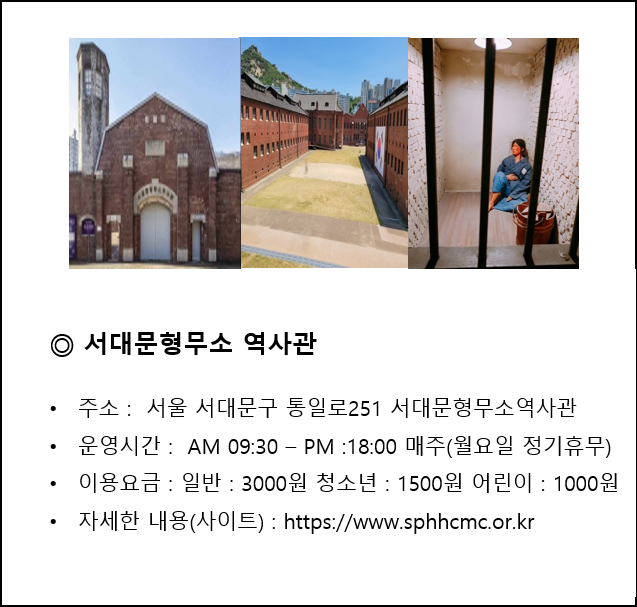 ◎ 서대문형무소 역사관
• 주소 : 서울 서대문구 통일로251 서대문형무소역사관
• 운영시간 : AM 09:30 – PM :18:00 매주(월요일 정기휴무)
• 이용요금 : 일반 : 3000원 청소년 : 1500원 어린이 : 1000원
• 자세한 내용(사이트) : https://www.sphhcmc.or.kr